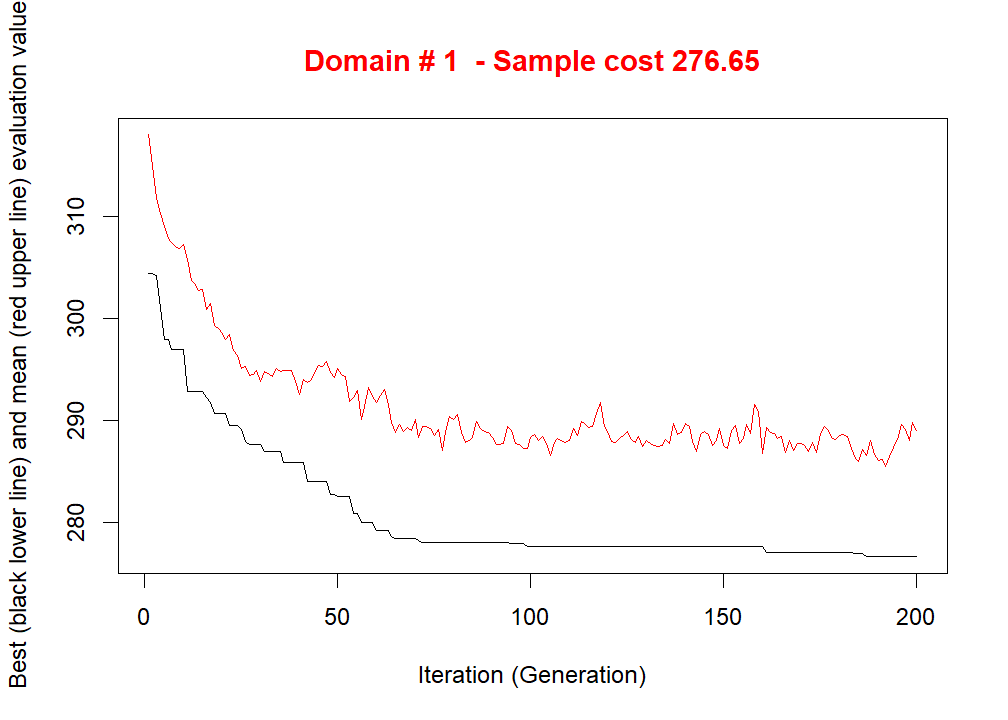 Domain # 1  - Sample cost 276.65
Best (black lower line) and mean (red upper line) evaluation value
310
300
290
280
0 50 100 150 200
Iteration (Generation)